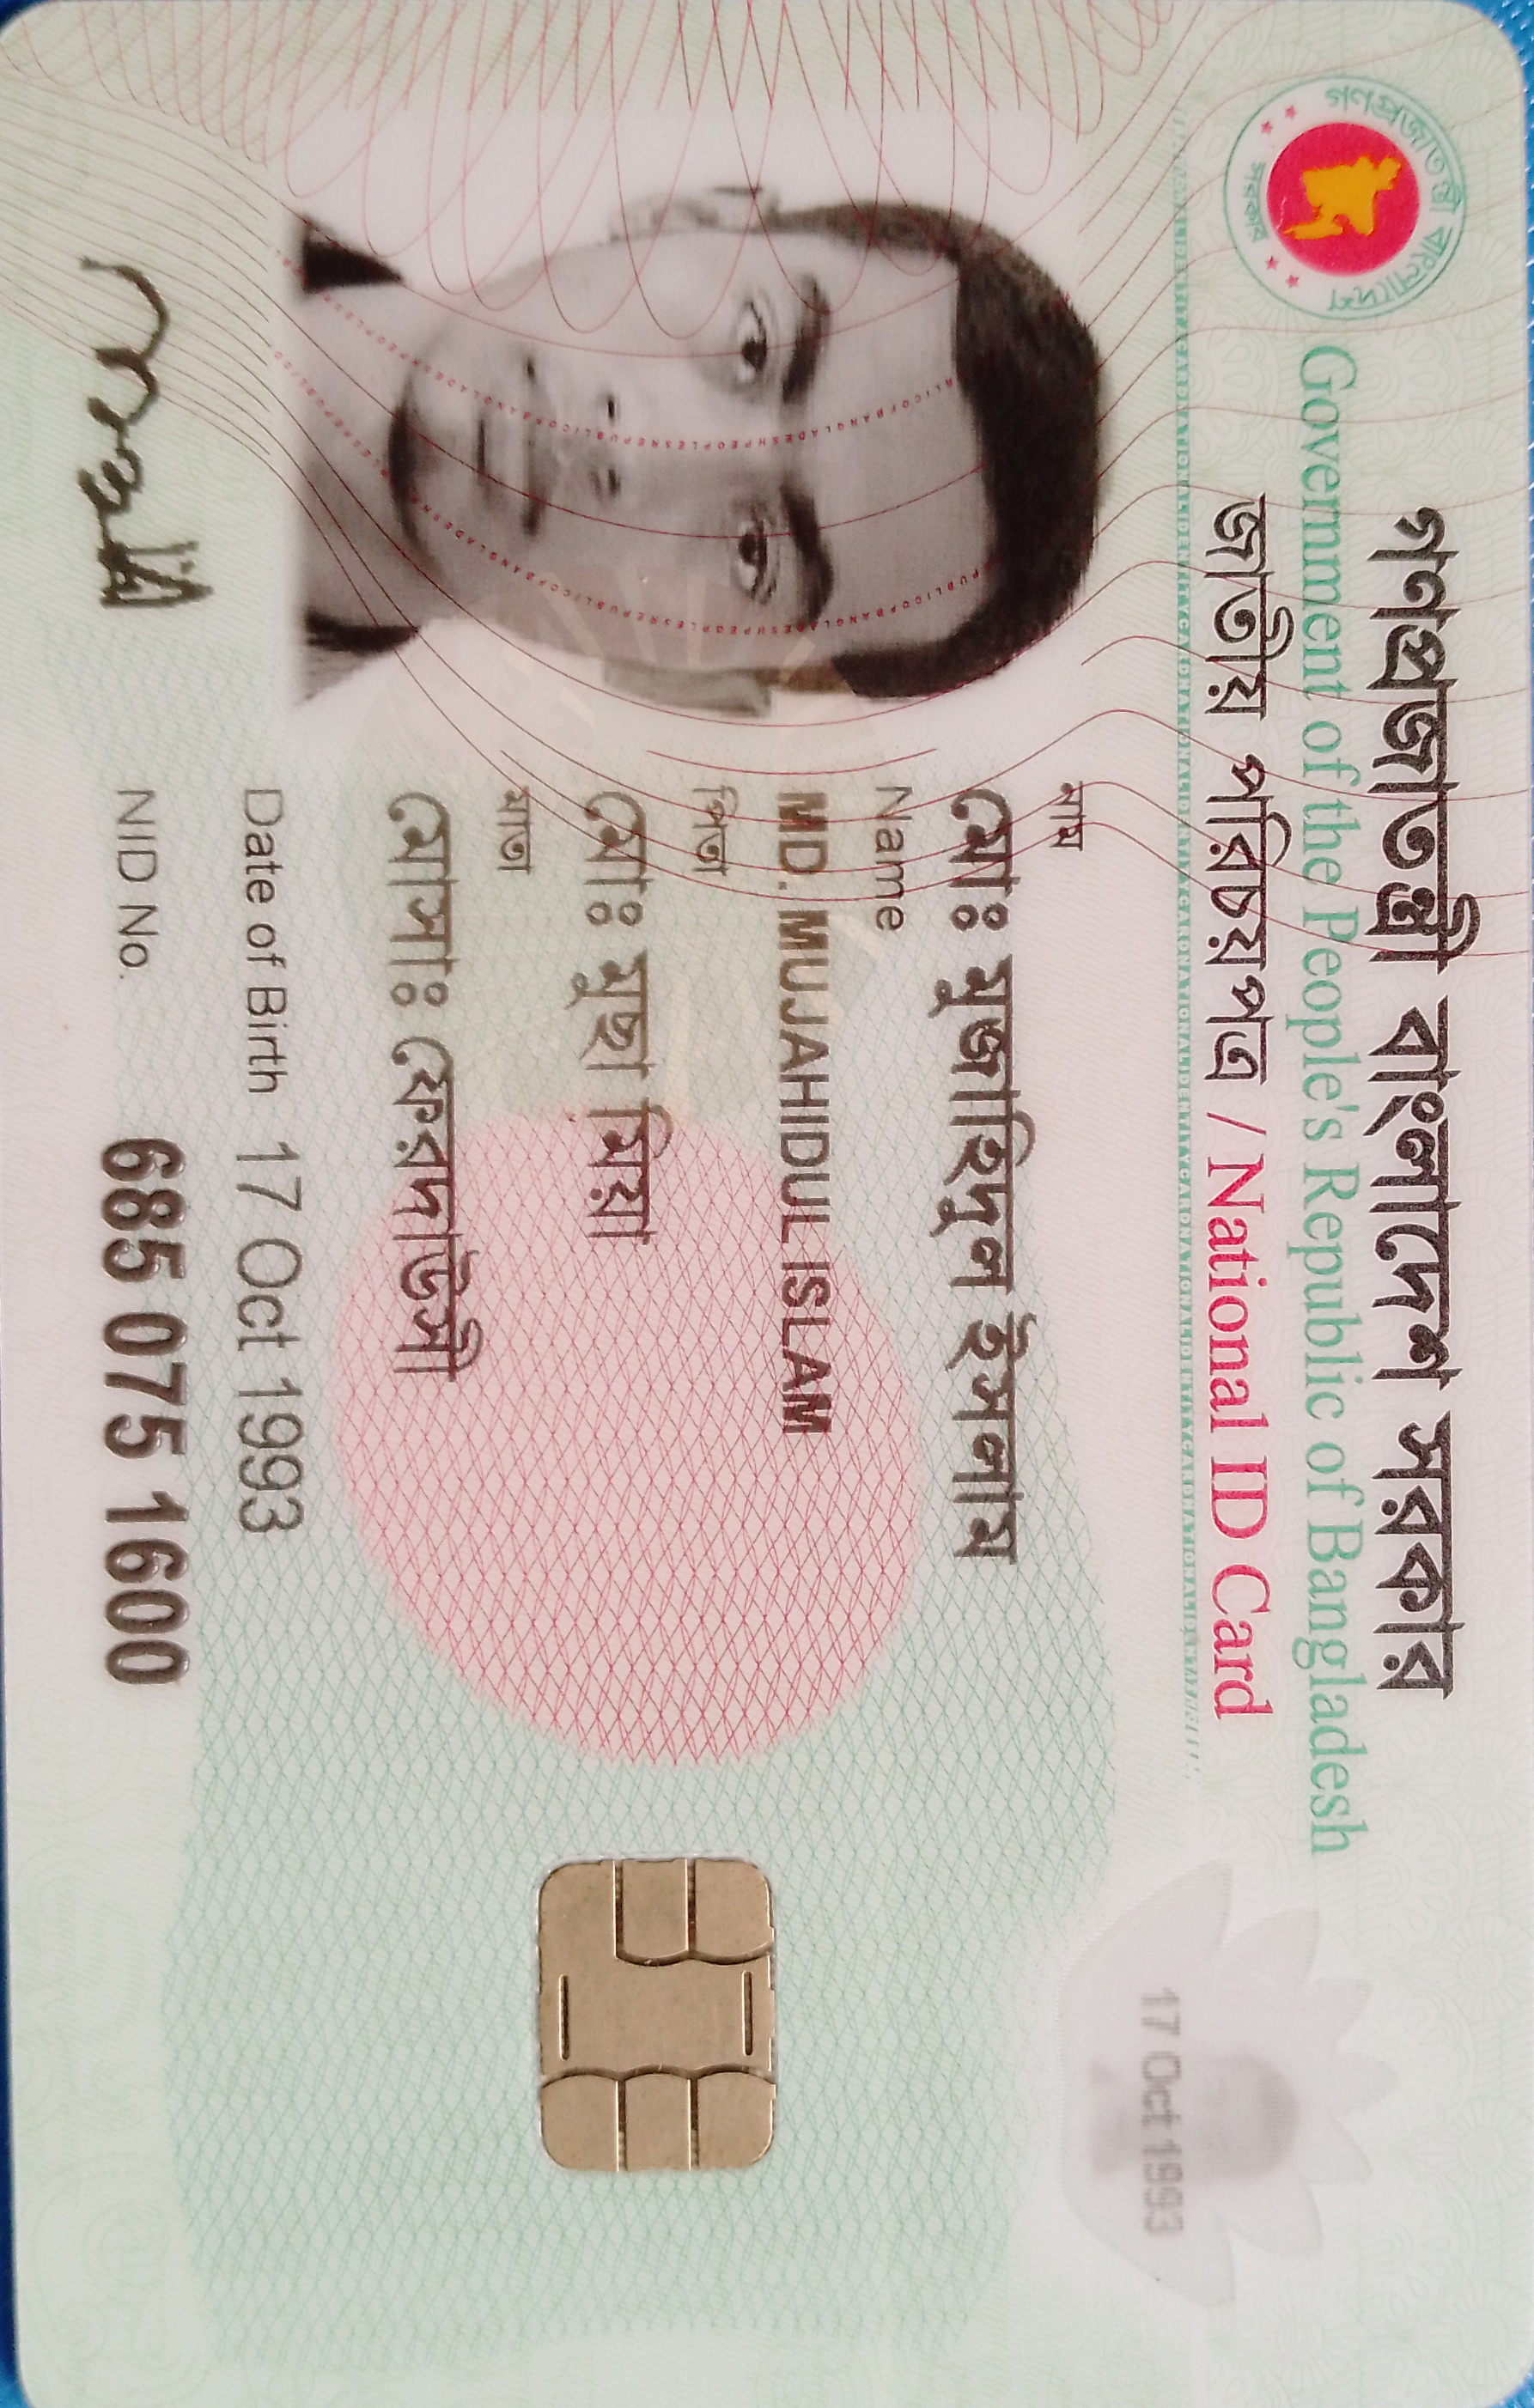 গণপ্রজাতন্ত্রী বাংলাদেশ সরকার
Government of the People's Republic of Bangladesh
জাতীয় পরিচয়পত্র / National ID Card
গণপ্রজাতন্ত্রী বাংলাদেশ
সরকার
NATIONALIDENTITYCARDNATIONALIDENTITYCARDNATIONALIDENTITYCARDNATIONALIDENTITY
17 Oct 1993
নাম
মোঃ মুজাহিদুল ইসলাম
Name
MD. MUJAHIDUL ISLAM
পিতা
মোঃ মুছা মিয়া
মাতা
মোসাঃ ফেরদাউসী
Date of Birth 17 Oct 1993
NID No. 685 075 1600